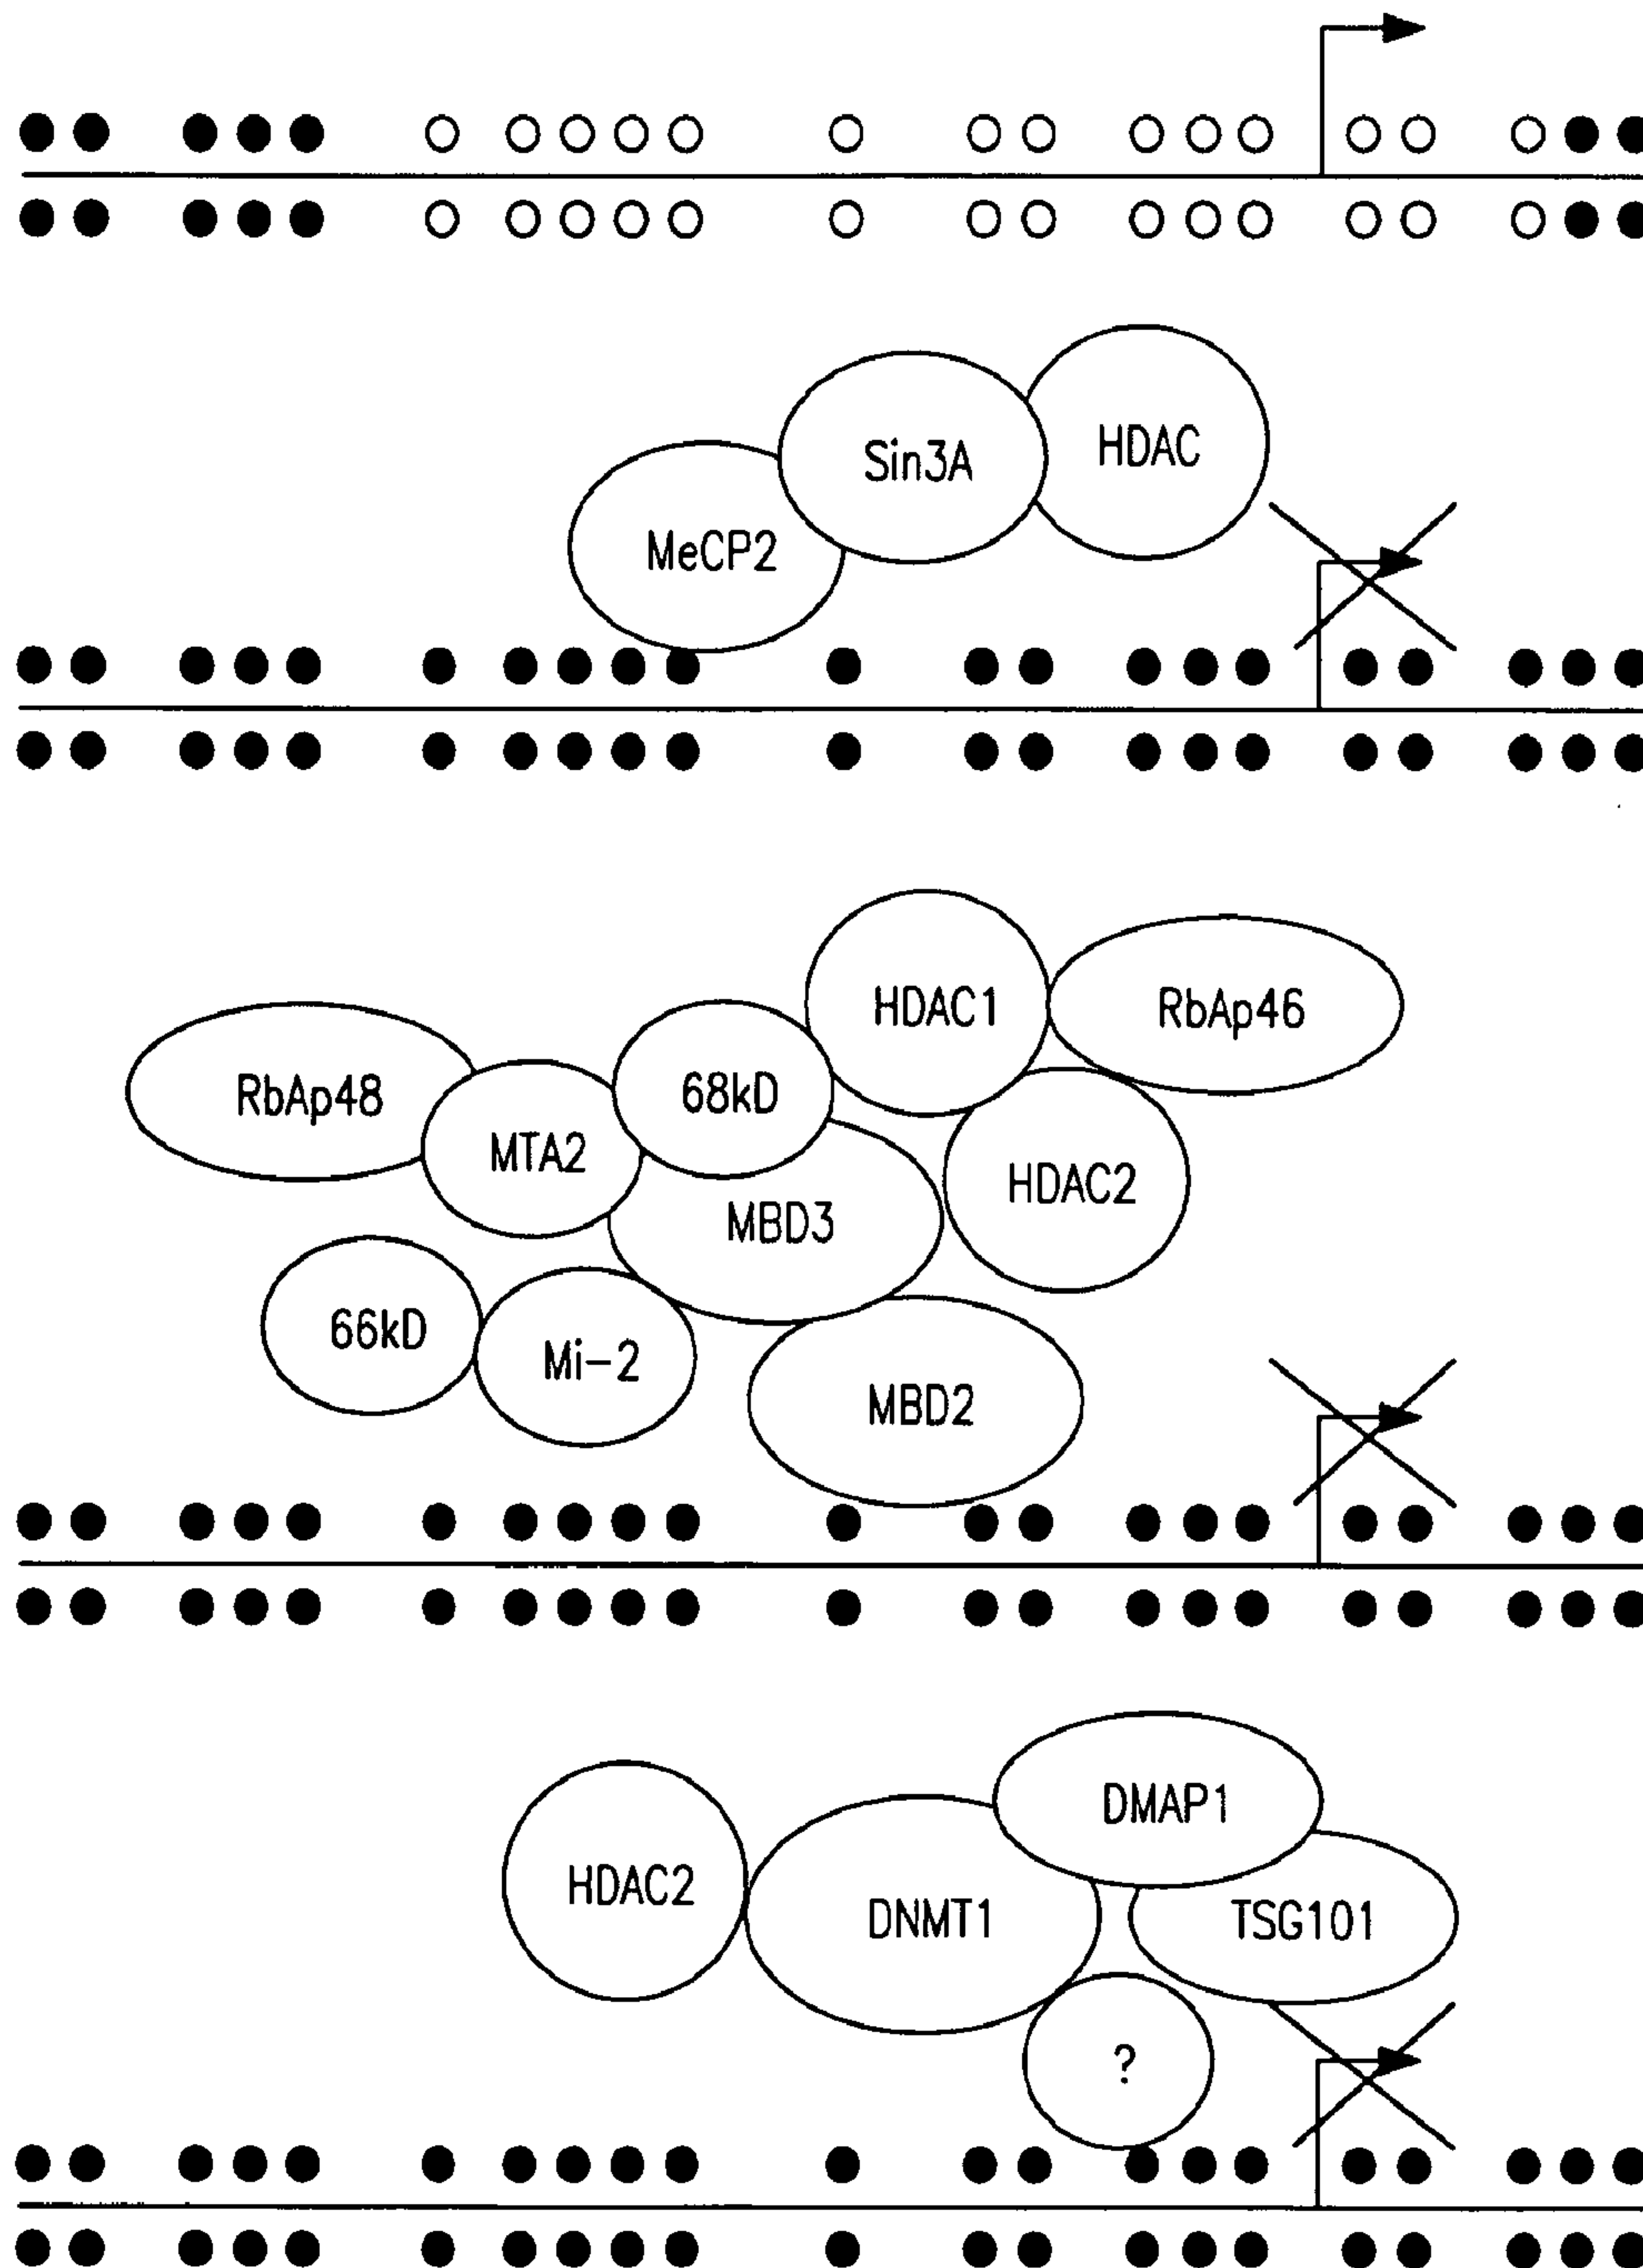 HDAC
Sin3A
MeCP2
HDAC1
RbAp46
RbAp48
68kD
MTA2
HDAC2
MBD3
66kD
Mi-2
MBD2
DMAP1
HDAC2
DNMT1
TSG101
?